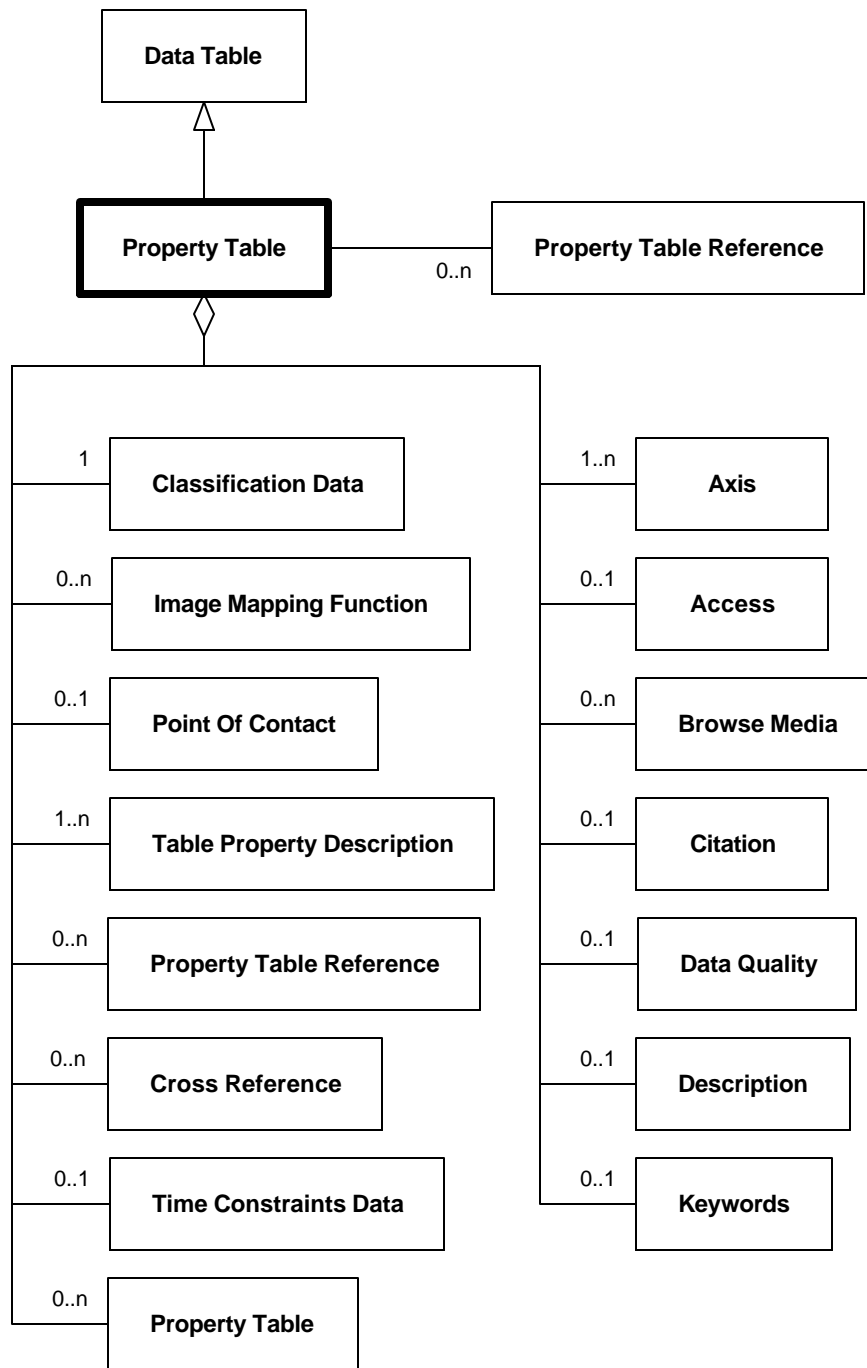 Data Table
Property Table
Property Table Reference
0..n
1
Classification Data
0..n
Image Mapping Function
0..1
Point Of Contact
1..n
Table Property Description
0..n
Property Table Reference
0..n
Cross Reference
0..1
Time Constraints Data
0..n
Property Table
1..n
Axis
0..1
Access
0..n
Browse Media
0..1
Citation
0..1
Data Quality
0..1
Description
0..1
Keywords